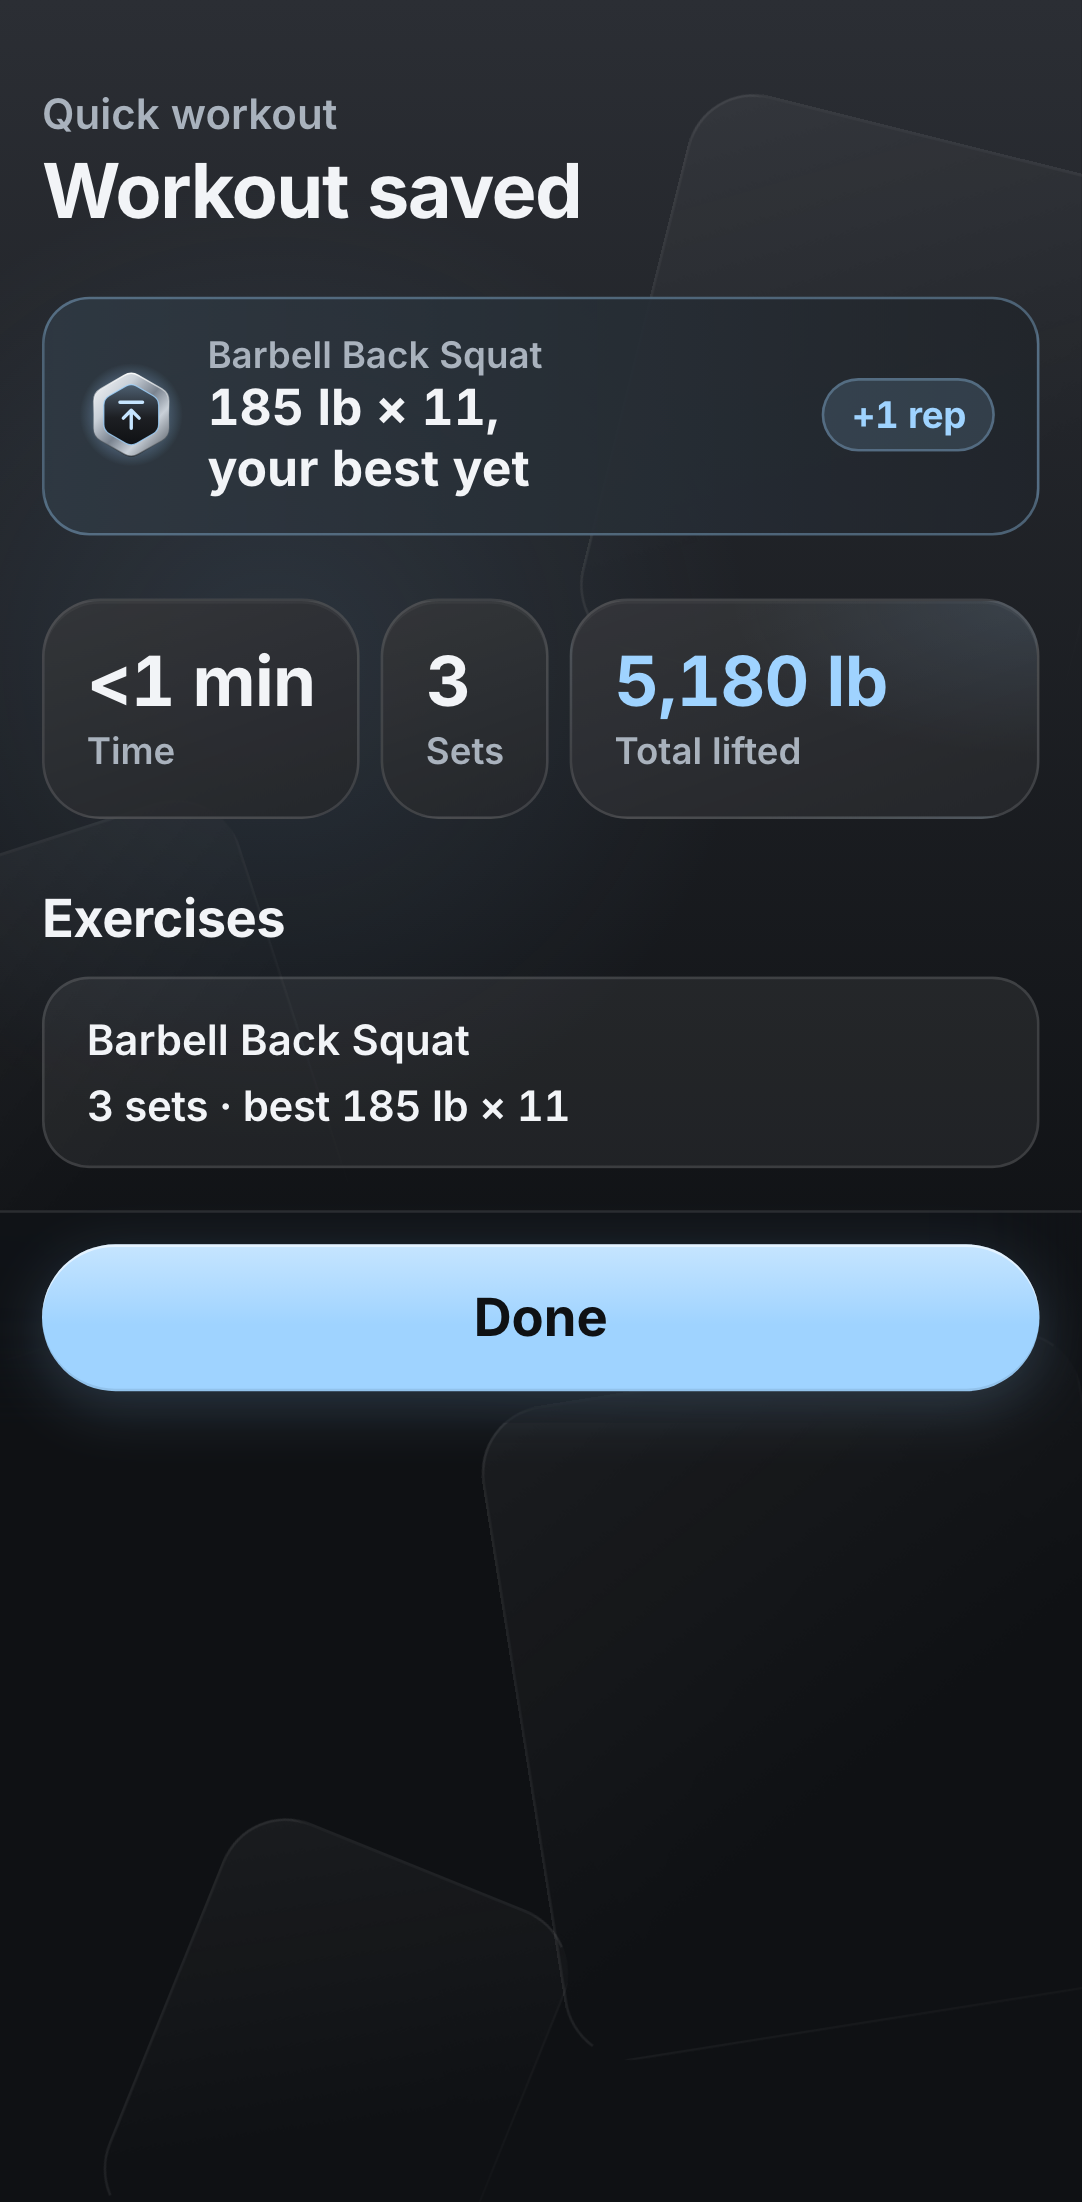 Quick workout
Workout saved
Barbell Back Squat
185 lb × 11,
your best yet
+1 rep
<1 min
Time
3
Sets
5,180 lb
Total lifted
Exercises
Barbell Back Squat
3 sets · best 185 lb × 11
Done